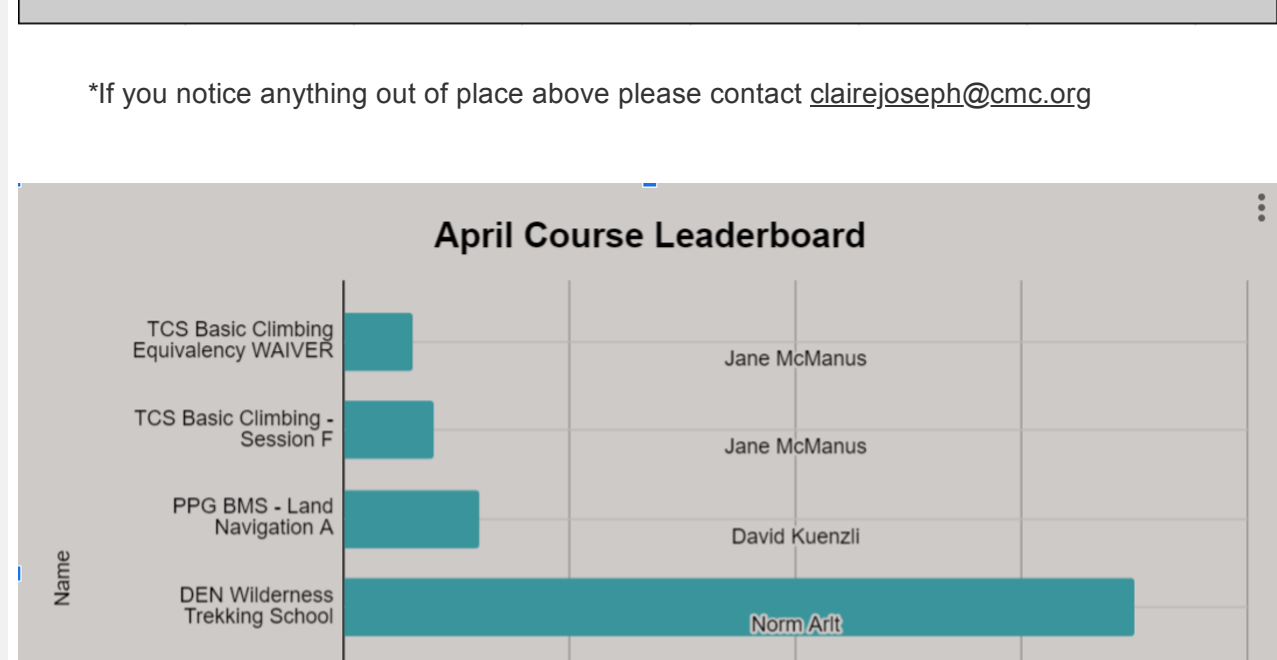 *If you notice anything out of place above please contact clairejoseph@cmc.org
April Course Leaderboard
TCS Basic Climbing
Equivalency WAIVER
Jane McManus
TCS Basic Climbing -
Session F
Jane McManus
PPG BMS - Land
Navigation A
David Kuenzli
Name
DEN Wilderness
Trekking School
Norm Arlt